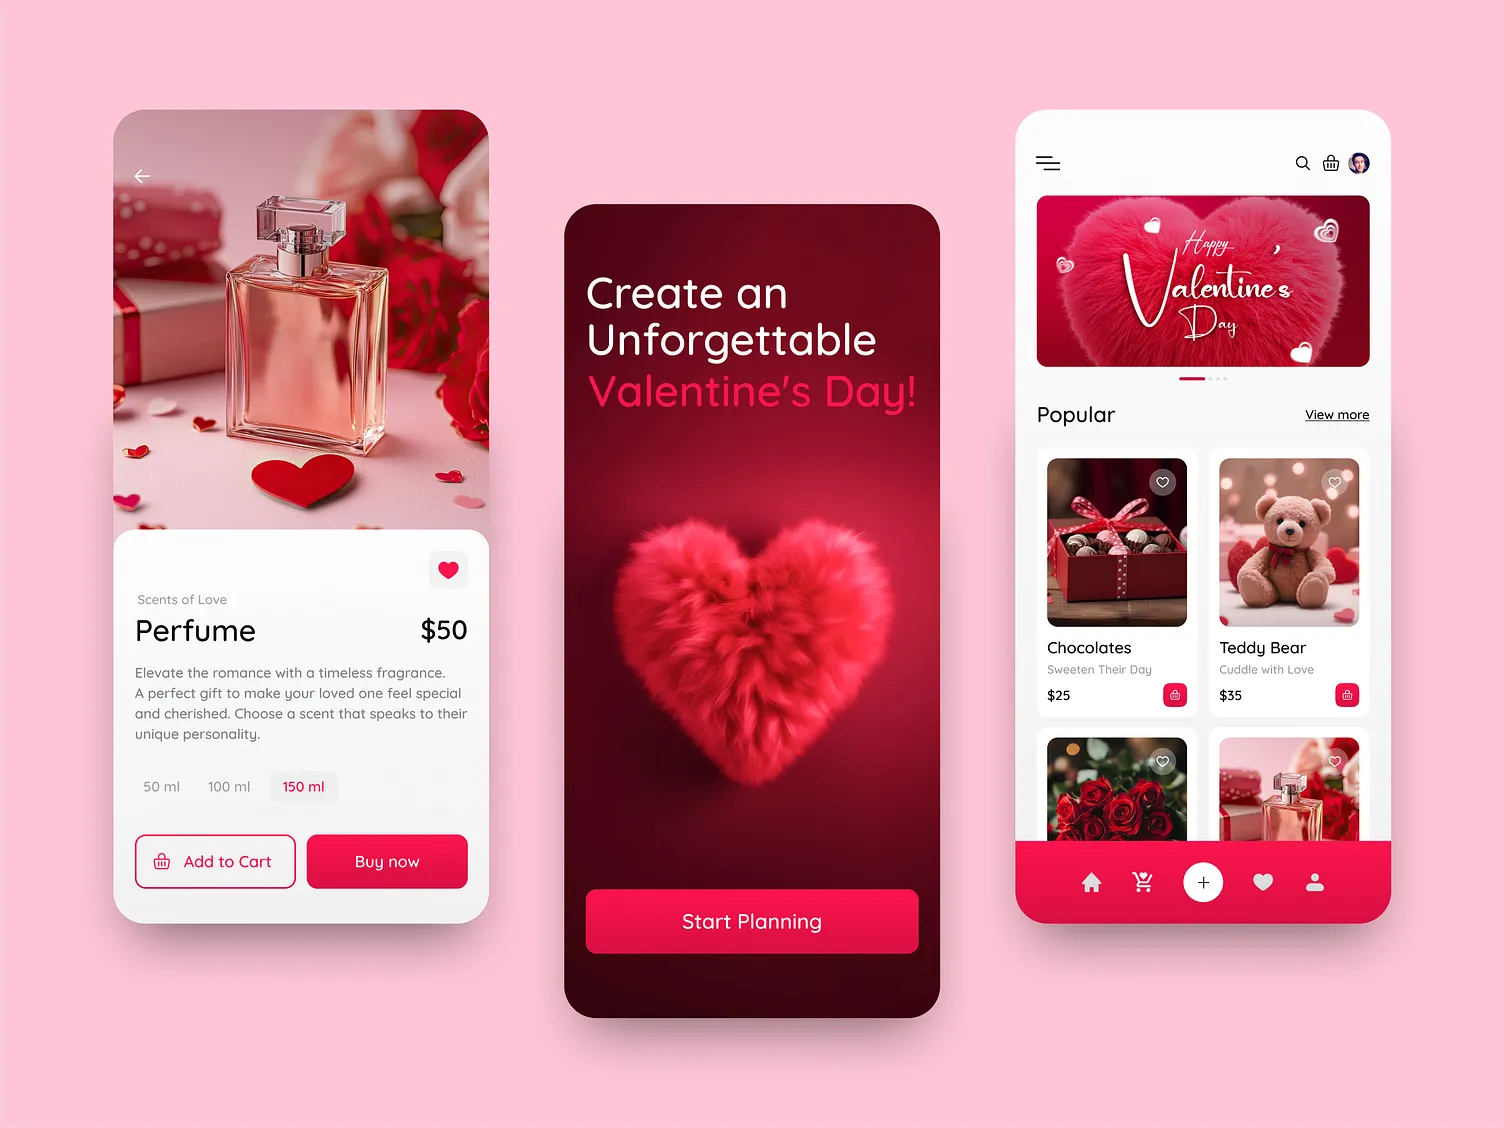 Scents of Love
Perfume
$50
Elevate the romance with a timeless fragrance.
A perfect gift to make your loved one feel special
and cherished. Choose a scent that speaks to their
unique personality.
50 ml
100 ml
150 ml
Add to Cart
Buy now
Create an
Unforgettable
Valentine's Day!
Start Planning
Happy
Valentine's
Day
Popular
View more
Chocolates
Sweeten Their Day
$25
Teddy Bear
Cuddle with Love
$35